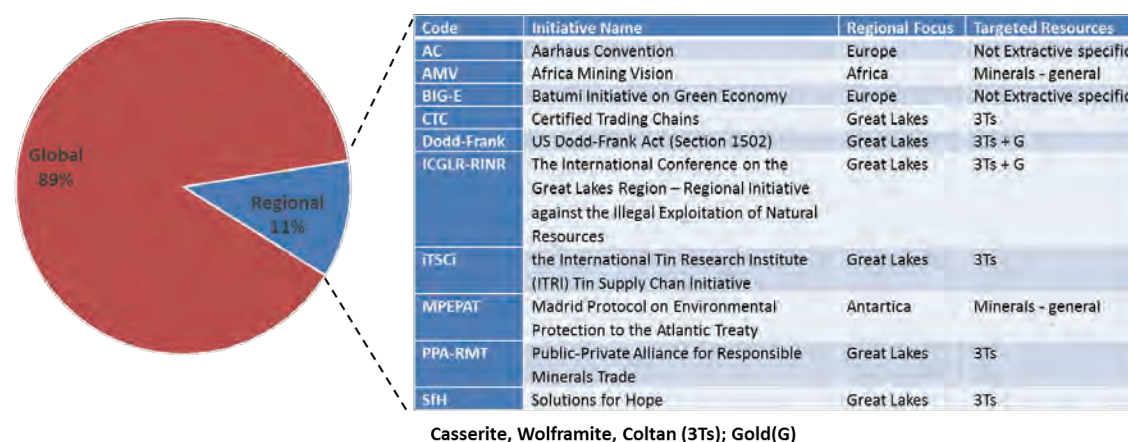 Global
89%
Regional
11%
Code Initiative Name Regional Focus Targeted Resources
AC Aarhaus Convention Europe Not Extractive specific
AMV Africa Mining Vision Africa Minerals - general
BIG-E Batumi Initiative on Green Economy Europe Not Extractive specific
CTC Certified Trading Chains Great Lakes 3Ts
Dodd-Frank US Dodd-Frank Act (Section 1502) Great Lakes 3Ts + G
ICGLR-RINR The International Conference on the Great Lakes 3Ts + G
Great Lakes Region – Regional Initiative
against the Illegal Exploitation of Natural
Resources
iTSCi the International Tin Research Institute Great Lakes 3Ts
(ITRI) Tin Supply Chan Initiative
MPEPAT Madrid Protocol on Environmental Antartica Minerals - general
Protection to the Atlantic Treaty
PPA-RMT Public-Private Alliance for Responsible Great Lakes 3Ts
Minerals Trade
SfH Solutions for Hope Great Lakes 3Ts
Casserite, Wolframite, Coltan (3Ts); Gold(G)